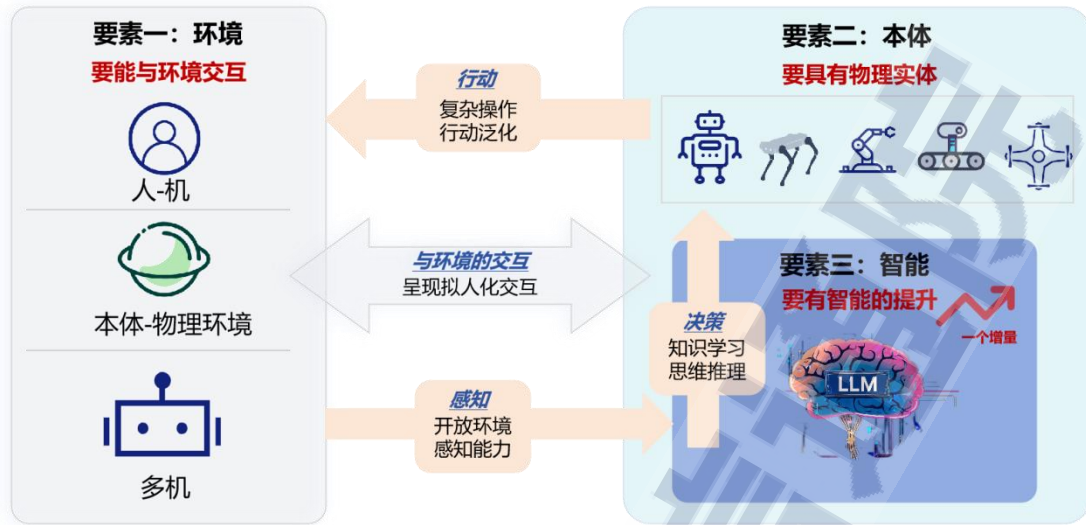 要素一：环境
要能与环境交互
人-机
本体-物理环境
多机
行动
复杂操作
行动泛化
与环境的交互
呈现拟人化交互
感知
开放环境
感知能力
要素二：本体
要具有物理实体
要素三：智能
要有智能的提升
一个增量
决策
知识学习
思维推理
LLM